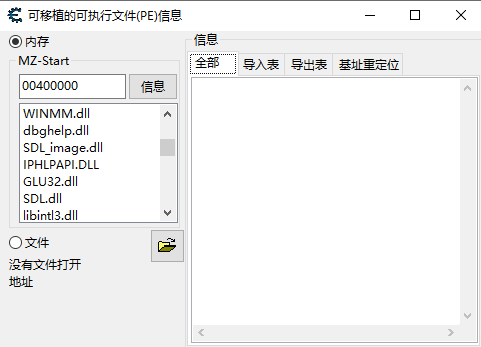 可移植的可执行文件(PE)信息
内存
MZ-Start
00400000
信息
WINMM.dll
dbghelp.dll
SDL_image.dll
IPHLPAPI.DLL
GLU32.dll
SDL.dll
libintl3.dll
文件
没有文件打开
地址
信息
全部 导入表 导出表 基址重定位